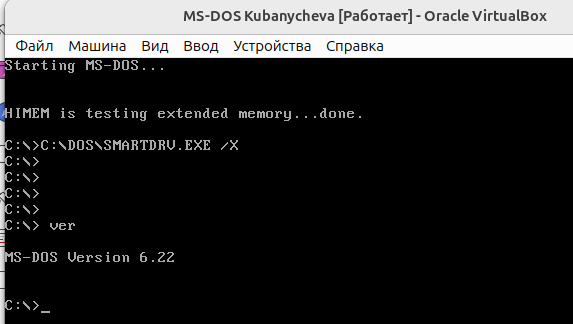 MS-DOS Kubanycheva [Работает] - Oracle VirtualBox
Файл Машина Вид Ввод Устройства Справка
Starting MS-DOS...
HIMEM is testing extended memory...done.
C:\>C:\DOS\SMARTDRV.EXE /X
C:\>
C:\>
C:\>
C:\>
C:\> ver
MS-DOS Version 6.22
C:\>_